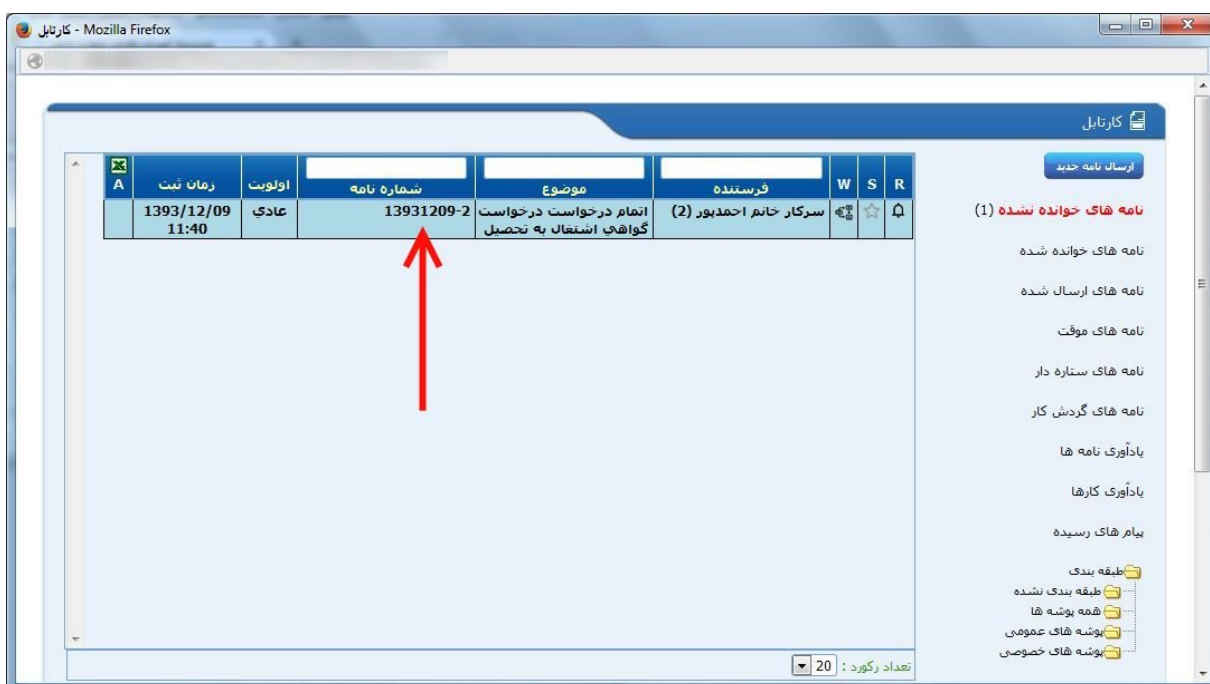 کارتابل - Mozilla Firefox
کارتابل
ارسال نامه جدید
نامه های خوانده نشده (1)
نامه های خوانده شده
نامه های ارسال شده
نامه های موقت
نامه های ستاره دار
نامه های گردش کار
یادآوری نامه ها
یادآوری کارها
پیام های رسیده
طبقه بندی
طبقه بندی نشده
همه پوشه ها
پوشه های عمومی
پوشه های خصوصی
R S W فرستنده موضوع شماره نامه اولویت زمان ثبت A
سرکار خانم احمدپور (2) اتمام درخواست درخواست 13931209-2 عادي 1393/12/09
گواهي اشتغال به تحصیل 11:40
تعداد رکورد : 20